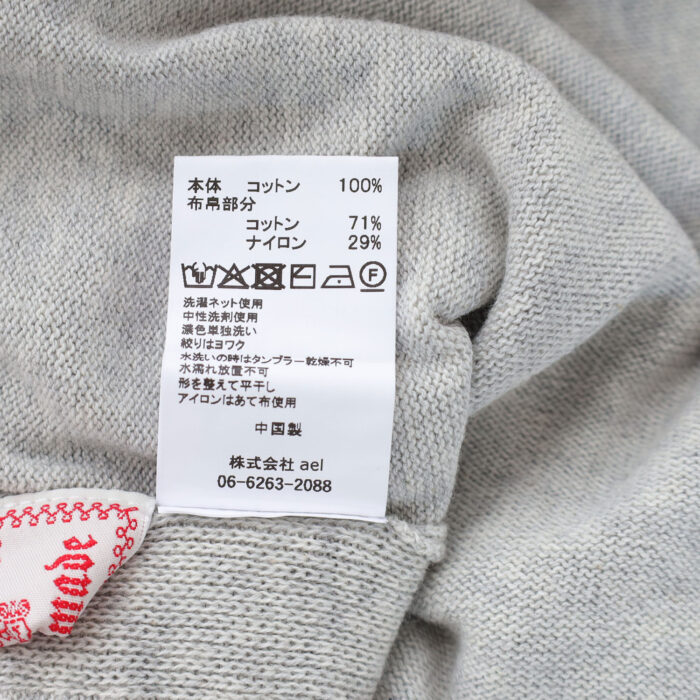 本体 コットン 100%
布帛部分
コットン 71%
ナイロン 29%
F
洗濯ネット使用
中性洗剤使用
濃色単独洗い
絞りはヨワク
水洗いの時はタンブラー乾燥不可
水濡れ放置不可
形を整えて平干し
アイロンはあて布使用
中国製
株式会社 ael
06-6263-2088
made